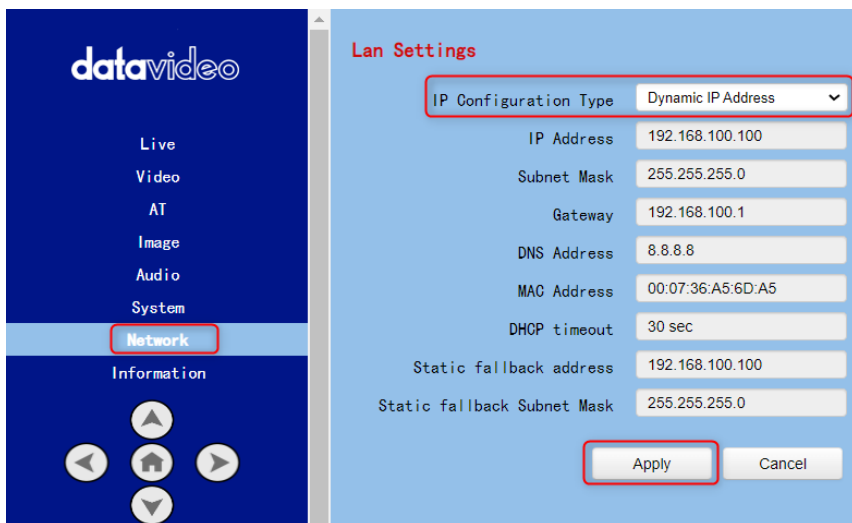 datavideo
Live
Video
AT
Image
Audio
System
Network
Information
Lan Settings
IP Configuration Type Dynamic IP Address
IP Address 192.168.100.100
Subnet Mask 255.255.255.0
Gateway 192.168.100.1
DNS Address 8.8.8.8
MAC Address 00:07:36:A5:6D:A5
DHCP timeout 30 sec
Static fallback address 192.168.100.100
Static fallback Subnet Mask 255.255.255.0
Apply Cancel